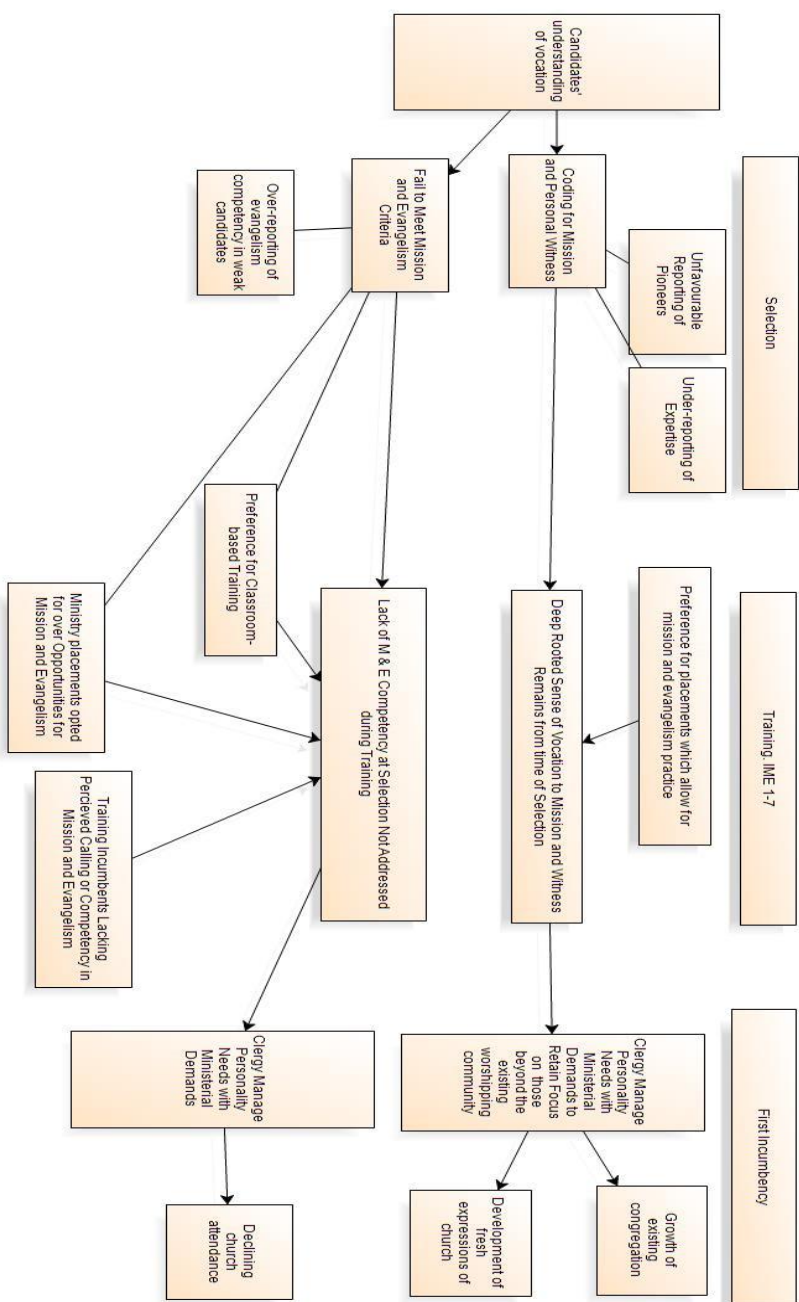 Selection
Training. IME 1-7
First Incumbency
Candidates'
understanding
of vocation
Unfavourable
Reporting of
Pioneers
Under-reporting of
Expertise
Coding for Mission
and Personal Witness
Fail to Meet Mission
and Evangelism
Criteria
Over-reporting of
evangelism
competency in weak
candidates
Preference for placements which allow for
mission and evangelism practice
Deep Rooted Sense of Vocation to Mission and Witness
Remains from time of Selection
Lack of M & E Competency at Selection Not Addressed
during Training
Preference for Classroom-
based Training
Ministry placements opted
for over Opportunities for
Mission and Evangelism
Training Incumbents Lacking
Percieved Calling or Competency in
Mission and Evangelism
Clergy Manage
Personality
Needs with
Ministerial
Demands to
Retain Focus
on those
beyond the
existing
worshipping
community
Growth of
existing
congregation
Development of
fresh
expressions of
church
Clergy Manage
Personality
Needs with
Ministerial
Demands
Declining
church
attendance